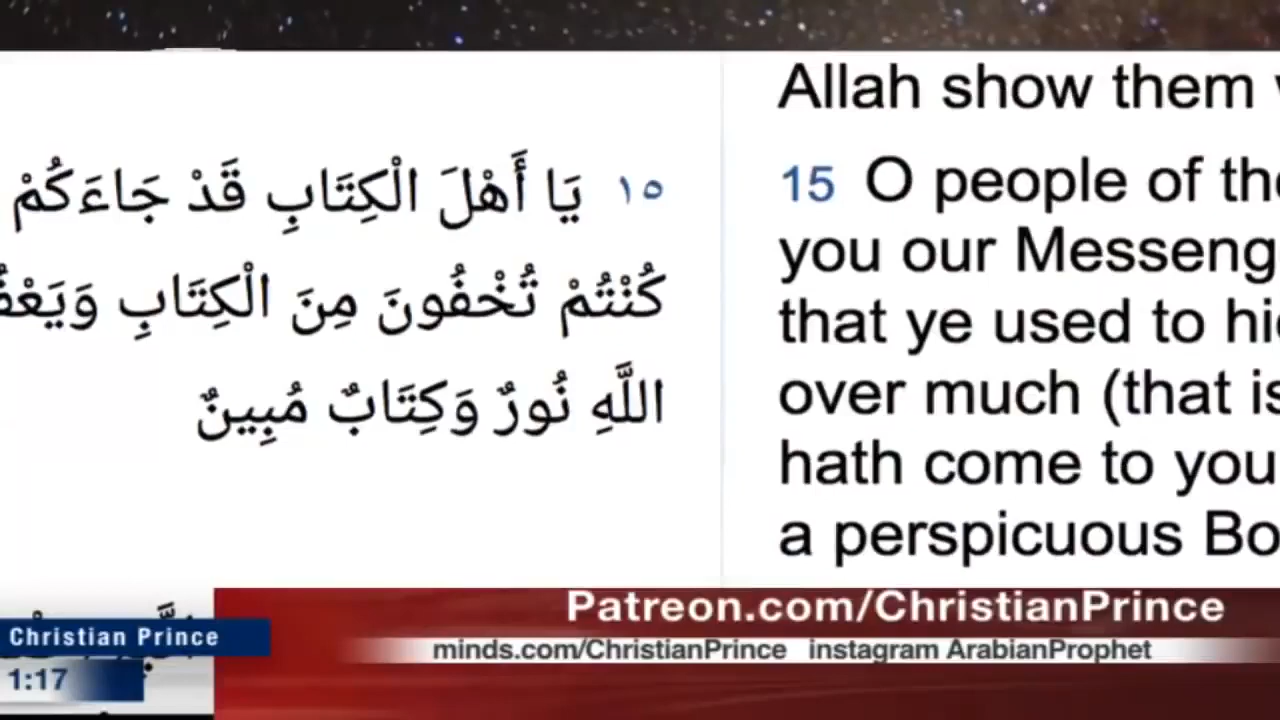 ١٥ يَا أَهْلَ الْكِتَابِ قَدْ جَاءَكُمْ
كُنْتُمْ تُخْفُونَ مِنَ الْكِتَابِ وَيَعْفُ
اللَّهِ نُورٌ وَكِتَابٌ مُبِينٌ
Allah show them
15 O people of the
you our Messeng
that ye used to hi
over much (that is
hath come to you
a perspicuous Bo
Patreon.com/ChristianPrince
minds.com/ChristianPrince instagram ArabianProphet
Christian Prince
1:17